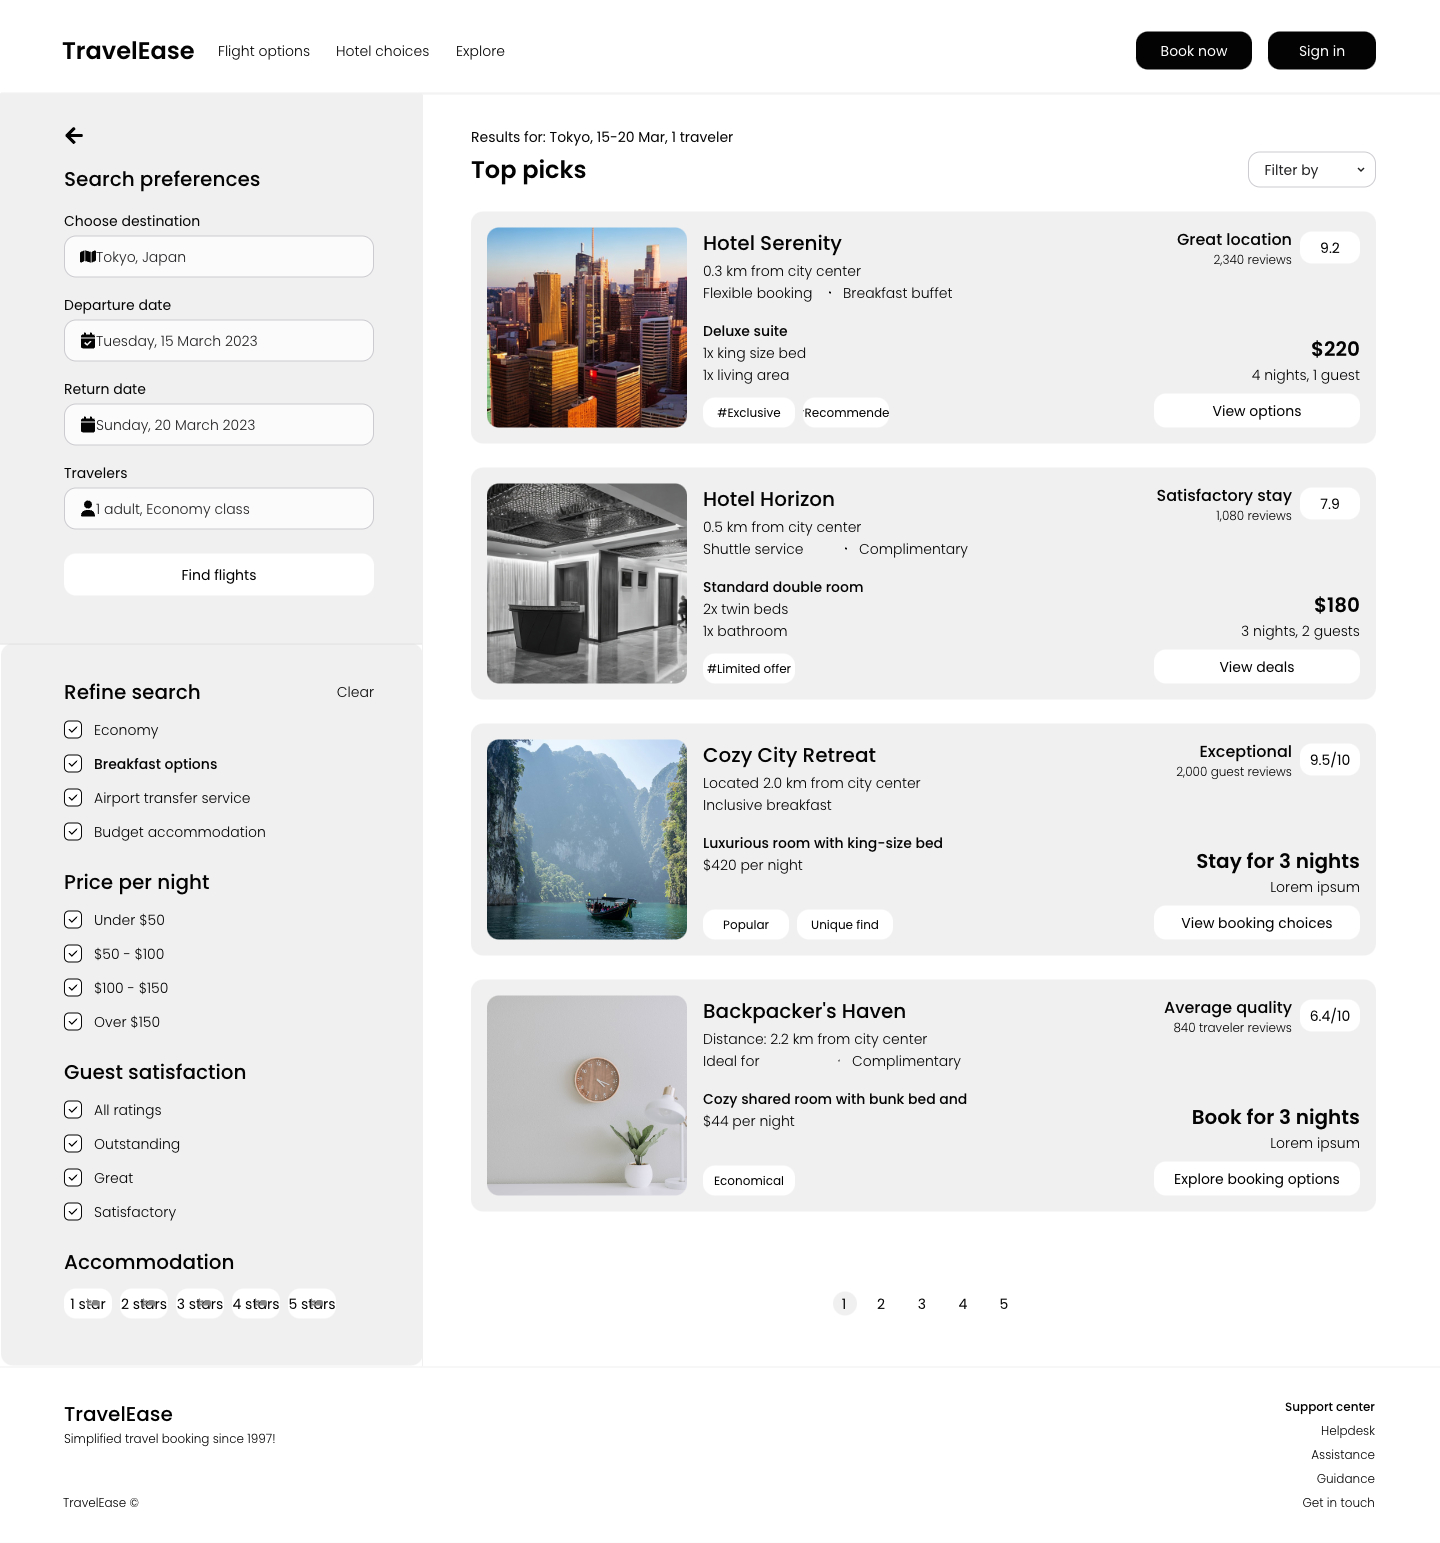 TravelEase
Flight options
Hotel choices
Explore
Book now
Sign in
Search preferences
Choose destination
Tokyo, Japan
Departure date
Tuesday, 15 March 2023
Return date
Sunday, 20 March 2023
Travelers
1 adult, Economy class
Find flights
Refine search
Clear
Economy
Breakfast options
Airport transfer service
Budget accommodation
Price per night
Under $50
$50 - $100
$100 - $150
Over $150
Guest satisfaction
All ratings
Outstanding
Great
Satisfactory
Accommodation
1 star
2 stars
3 stars
4 stars
5 stars
Results for: Tokyo, 15-20 Mar, 1 traveler
Top picks
Filter by
Hotel Serenity
0.3 km from city center
Flexible booking · Breakfast buffet
Deluxe suite
1x king size bed
1x living area
#Exclusive
Recommende
Great location
2,340 reviews
9.2
$220
4 nights, 1 guest
View options
Hotel Horizon
0.5 km from city center
Shuttle service · Complimentary
Standard double room
2x twin beds
1x bathroom
#Limited offer
Satisfactory stay
1,080 reviews
7.9
$180
3 nights, 2 guests
View deals
Cozy City Retreat
Located 2.0 km from city center
Inclusive breakfast
Luxurious room with king-size bed
$420 per night
Popular
Unique find
Exceptional
2,000 guest reviews
9.5/10
Stay for 3 nights
Lorem ipsum
View booking choices
Backpacker's Haven
Distance: 2.2 km from city center
Ideal for · Complimentary
Cozy shared room with bunk bed and
$44 per night
Economical
Average quality
840 traveler reviews
6.4/10
Book for 3 nights
Lorem ipsum
Explore booking options
1 2 3 4 5
TravelEase
Simplified travel booking since 1997!
TravelEase ©
Support center
Helpdesk
Assistance
Guidance
Get in touch